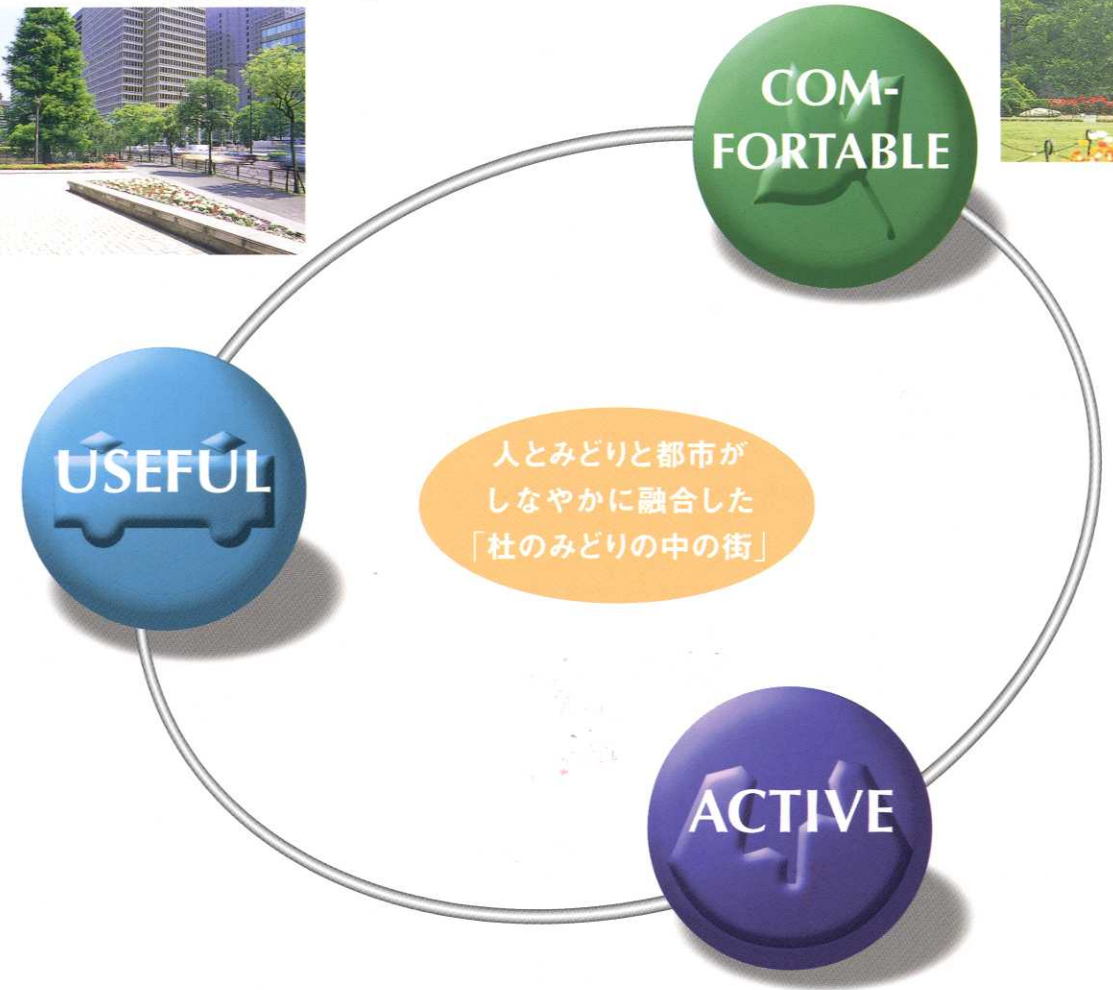 COM-
FORTABLE
USEFUL
人とみどりと都市が
しなやかに融合した
「杜のみどりの中の街」
ACTIVE